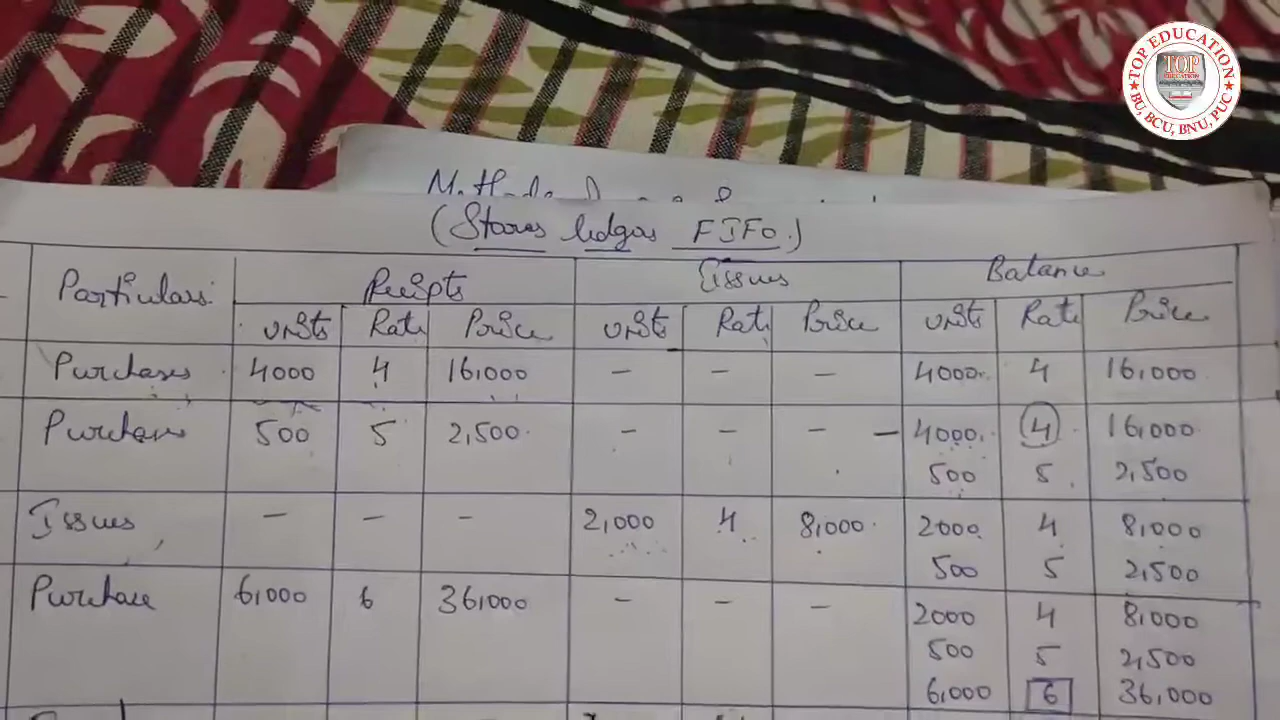 TOP EDUCATION
TOP
EDUCATION
BU, BCU, BNU, PUC
(Stores ledger FIFO.)
Particulars Receipts Issues Balance
units Rate Price units Rate Price units Rate Price
Purchases 4000 4 16,000 - - - 4000 4 16,000
Purchases 500 5 2,500 - - - 4000 4 16,000
500 5 2,500
Issues - - - 2,000 4 8,000 2000 4 8,000
500 5 2,500
Purchase 6,000 6 36,000 - - - 2000 4 8,000
500 5 2,500
6,000 6 36,000